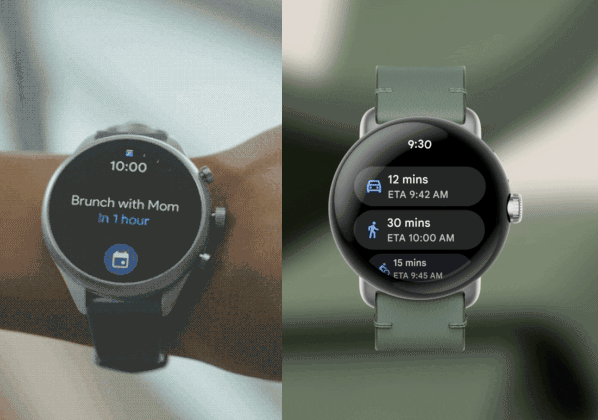 10:00
Brunch with Mom
In 1 hour
9:30
12 mins
ETA 9:42 AM
30 mins
ETA 10:00 AM
15 mins
ETA 9:45 AM